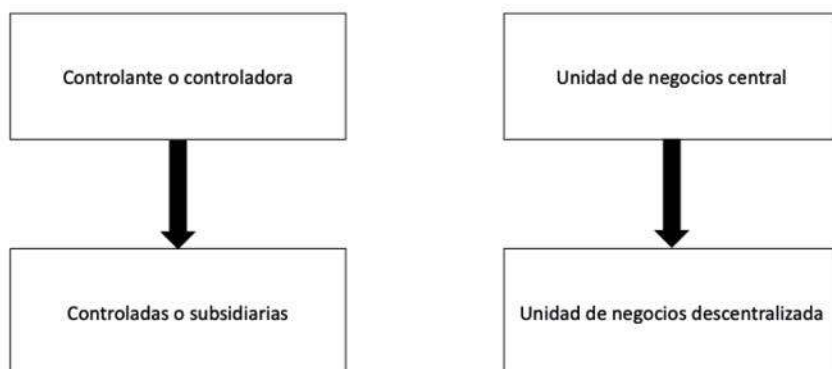 Controlante o controladora
Unidad de negocios central
Controladas o subsidiarias
Unidad de negocios descentralizada